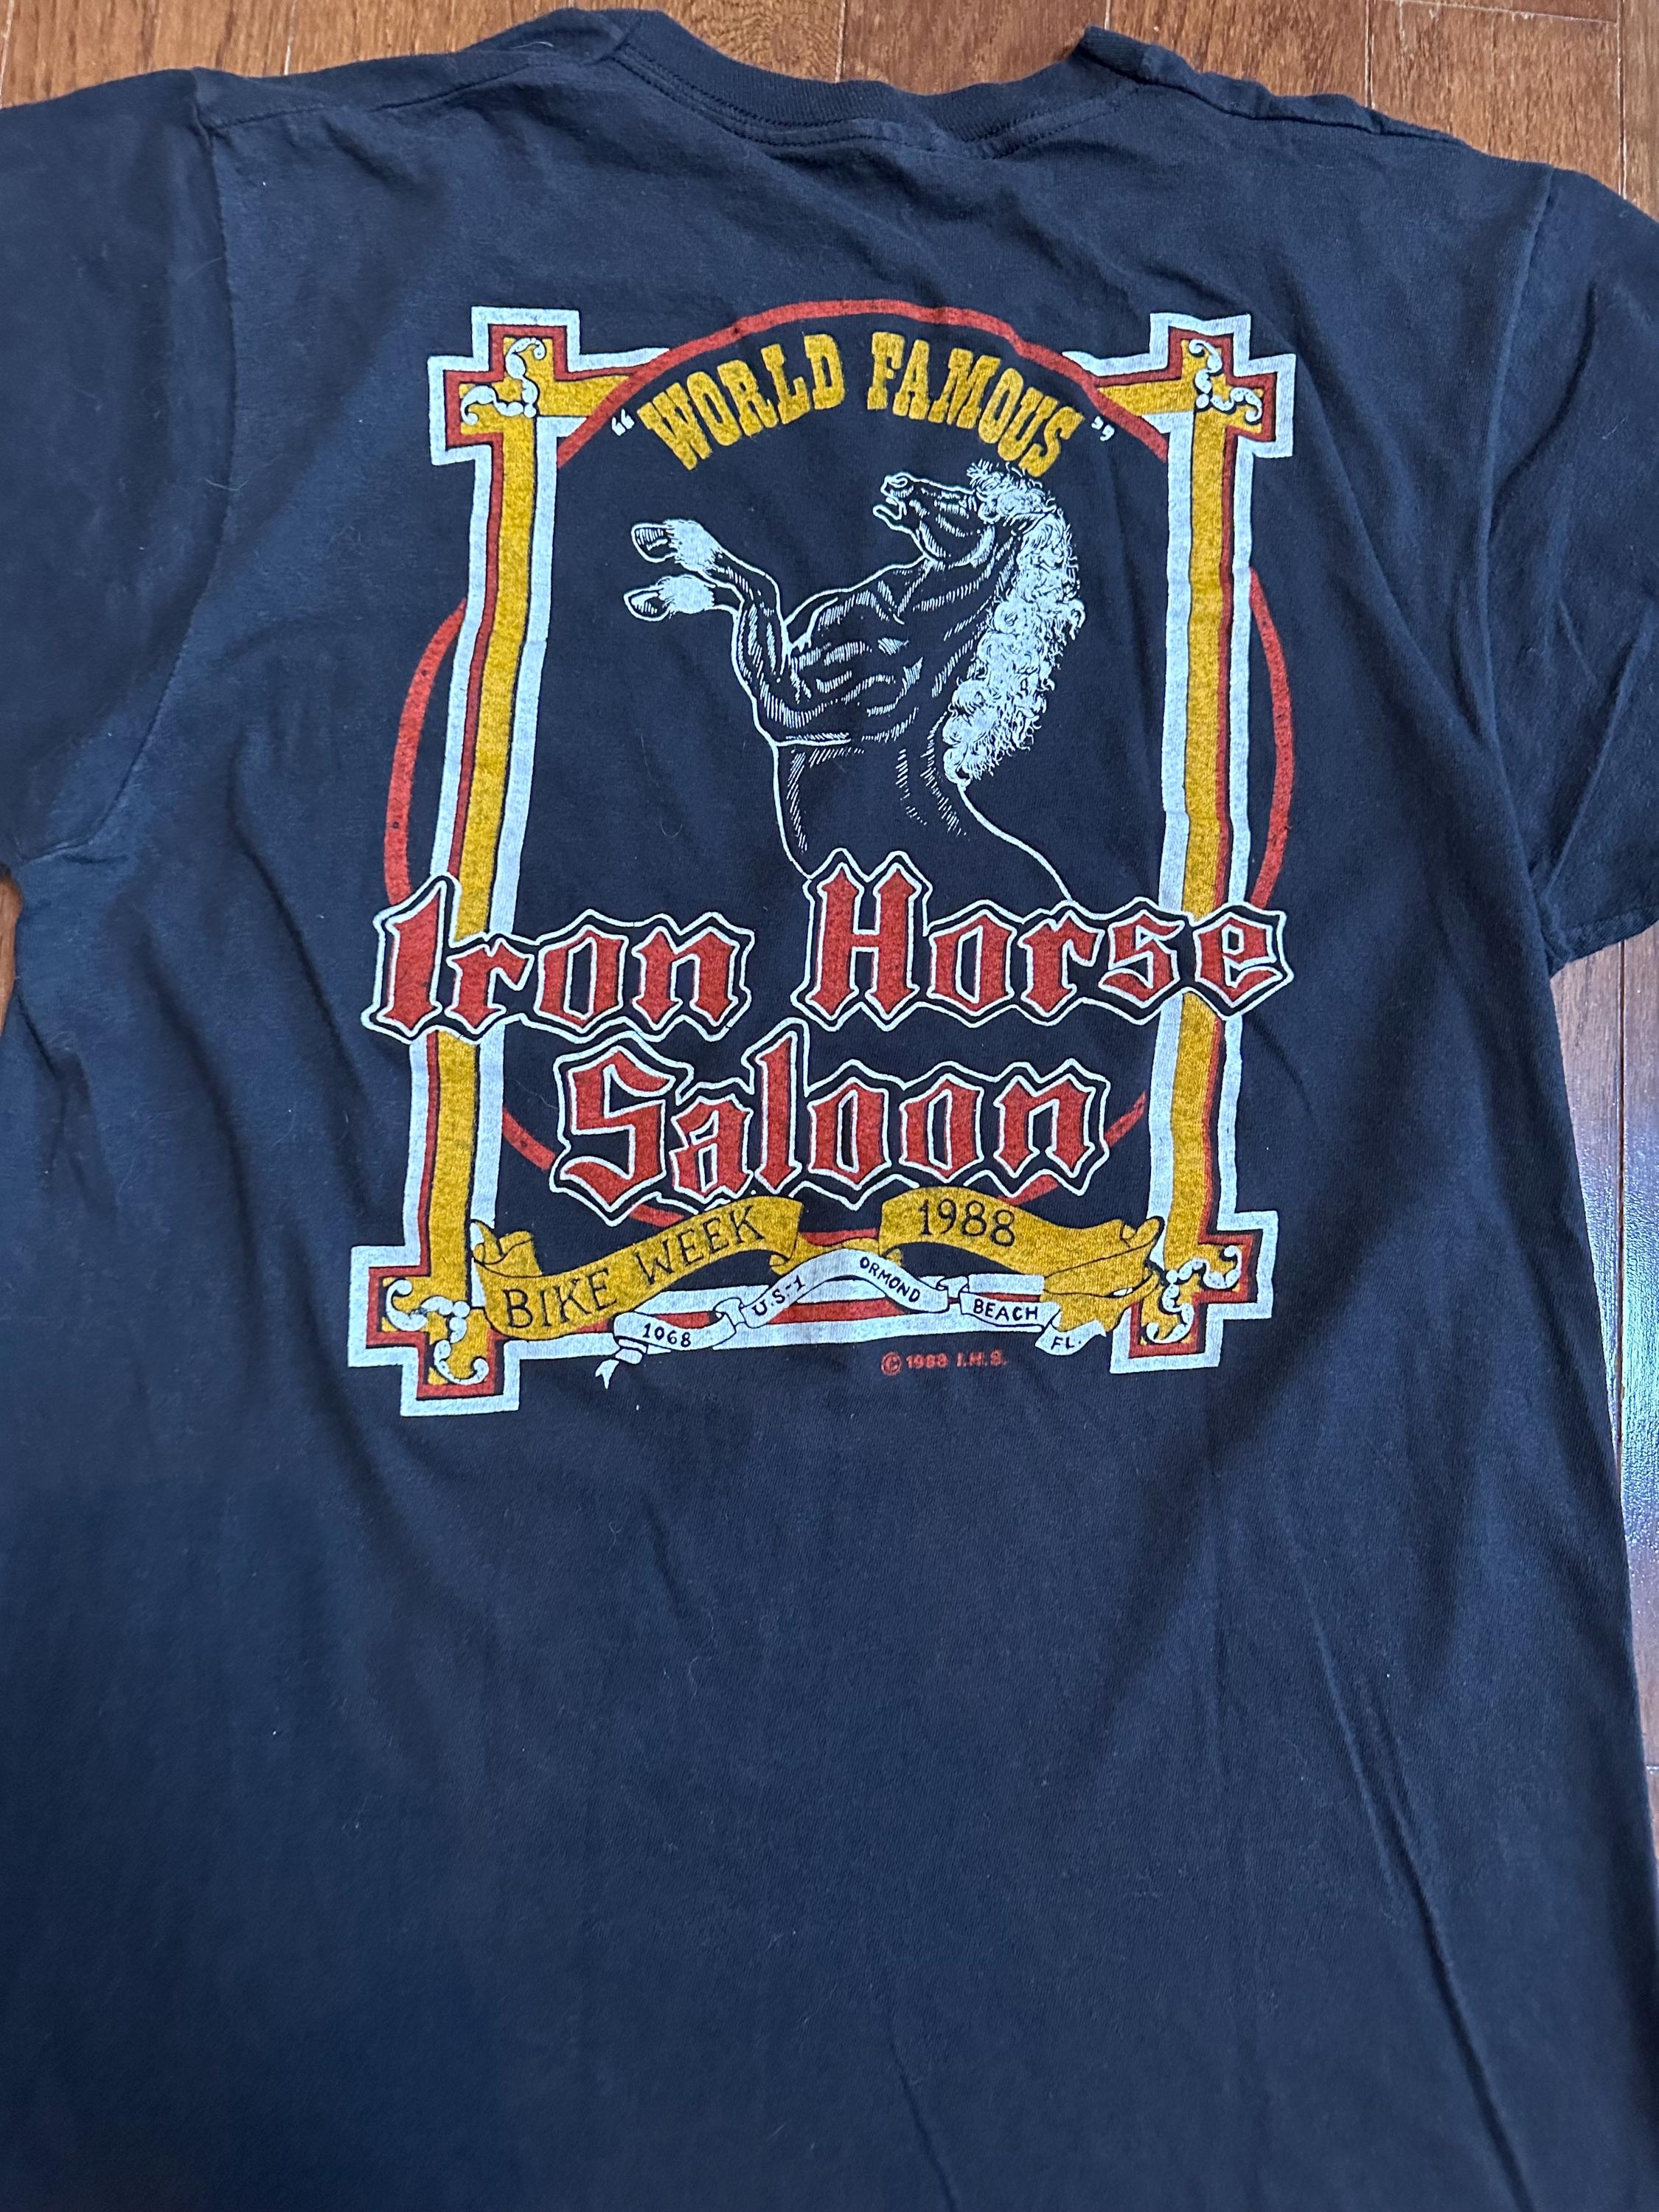 "WORLD FAMOUS"
Iron Horse
Saloon
BIKE WEEK 1988
1068 U.S.-1 ORMOND BEACH FL.
© 1988 I.H.S.